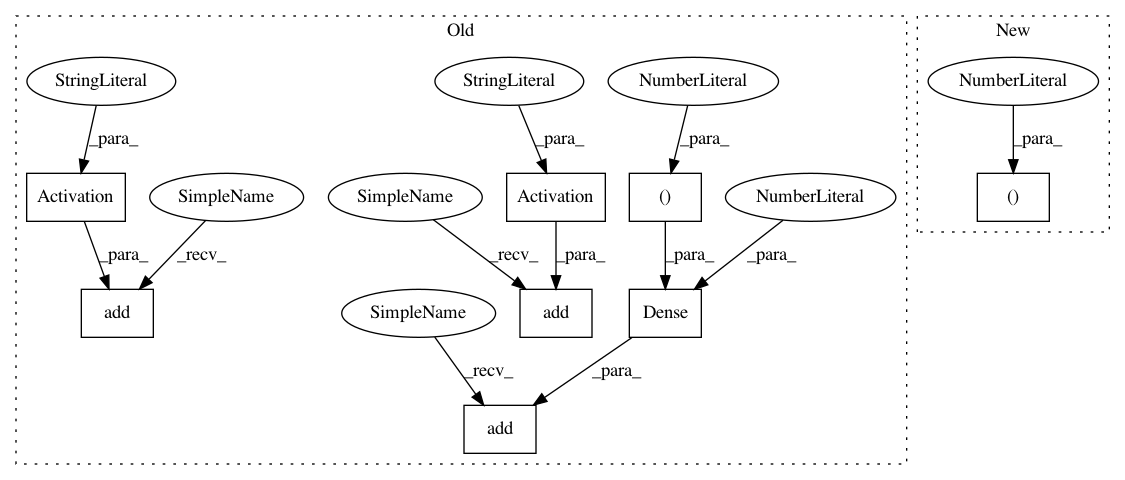 Old
New
StringLiteral
StringLiteral
NumberLiteral
NumberLiteral
_para_
_para_
_para_
_para_
Activation
SimpleName
SimpleName
Activation
()
NumberLiteral
()
_para_
_recv_
_recv_
_para_
_para_
_para_
add
SimpleName
add
Dense
_recv_
_para_
add